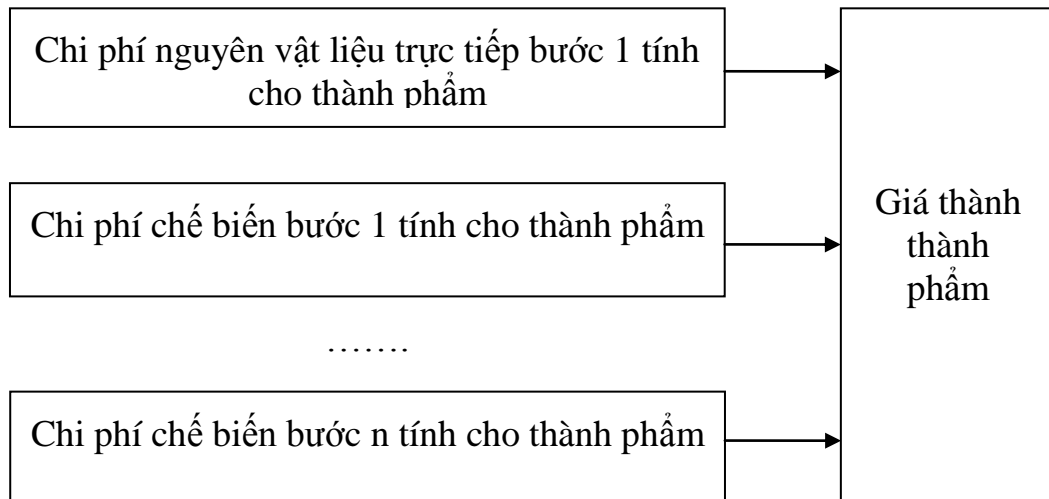 Chi phí nguyên vật liệu trực tiếp bước 1 tính
cho thành phẩm
Chi phí chế biến bước 1 tính cho thành phẩm
…….
Chi phí chế biến bước n tính cho thành phẩm
Giá thành
thành
phẩm